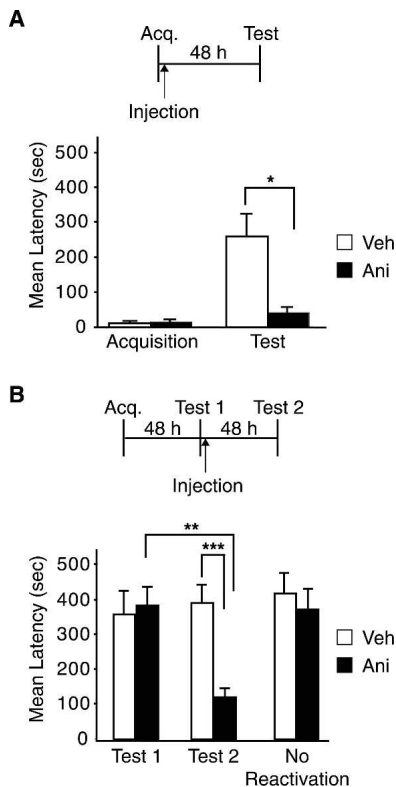 A
Acq. Test
48 h
Injection
Mean Latency (sec)
500
400
300
200
100
0
*
Veh
Ani
Acquisition Test
B
Acq. Test 1 Test 2
48 h 48 h
Injection
Mean Latency (sec)
500
400
300
200
100
0
**
***
Veh
Ani
Test 1 Test 2 No
Reactivation